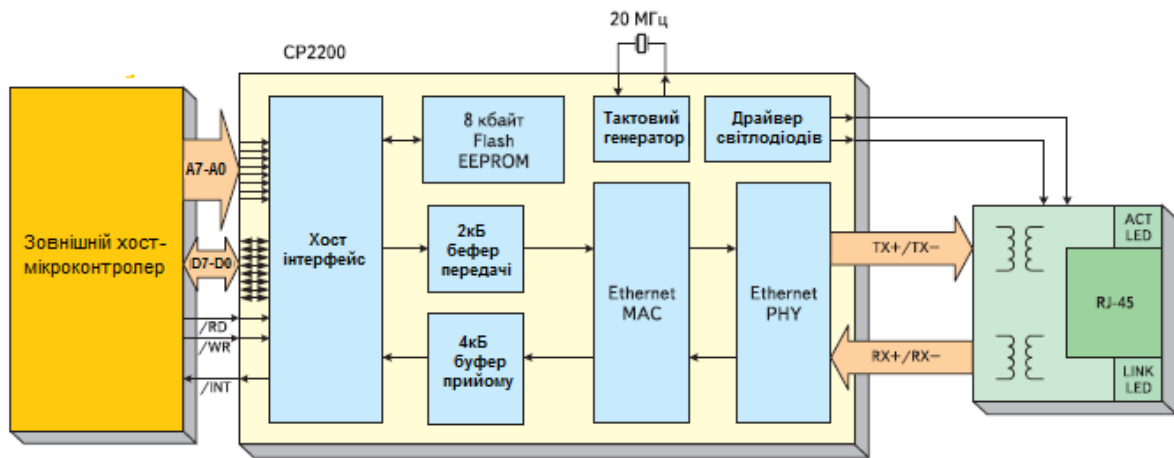 20 МГц
CP2200
8 кбайт
Flash
EEPROM
Тактовий
генератор
Драйвер
світлодіодів
A7-A0
Зовнішній хост-
мікроконтролер
D7-D0
Хост
інтерфейс
2кБ
бефер
передачі
Ethernet
MAC
Ethernet
PHY
TX+/TX−
ACT
LED
RJ-45
/RD
/WR
4кБ
буфер
прийому
RX+/RX−
LINK
LED
/INT